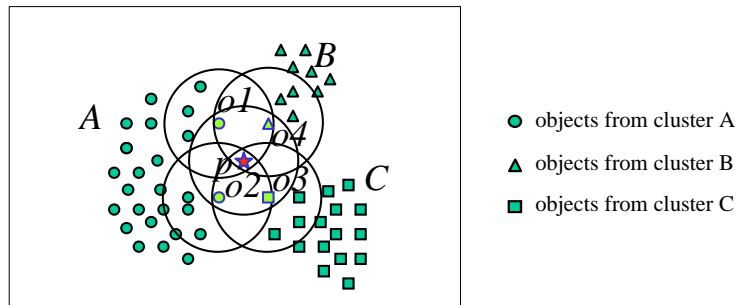 B
A
o1
o4
p
o3
o2
C
objects from cluster A
objects from cluster B
objects from cluster C